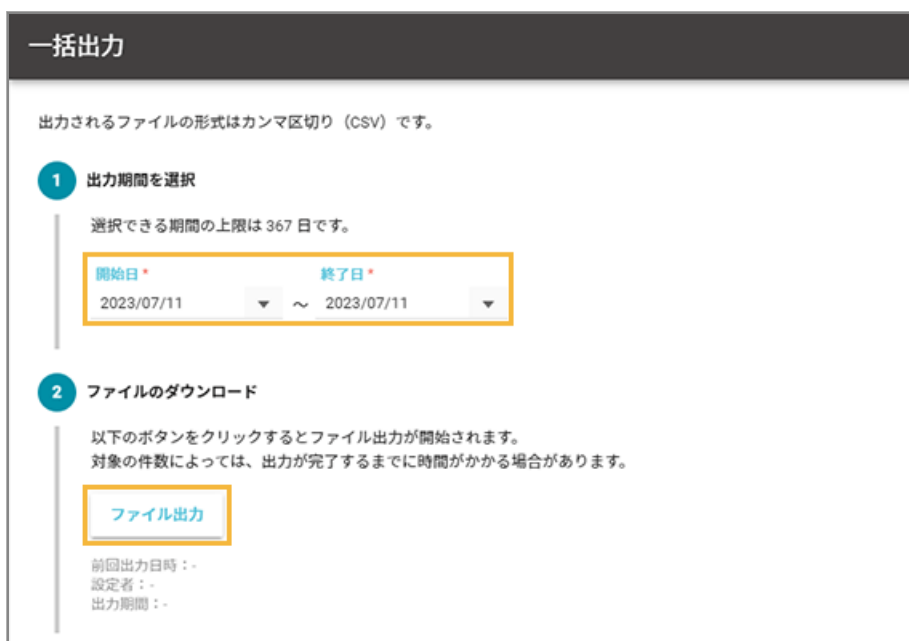 一括出力
出力されるファイルの形式はカンマ区切り（CSV）です。
1 出力期間を選択
選択できる期間の上限は 367 日です。
開始日 * 終了日 *
2023/07/11 ～ 2023/07/11
2 ファイルのダウンロード
以下のボタンをクリックするとファイル出力が開始されます。
対象の件数によっては、出力が完了するまでに時間がかかる場合があります。
ファイル出力
前回出力日時：-
設定者：-
出力期間：-